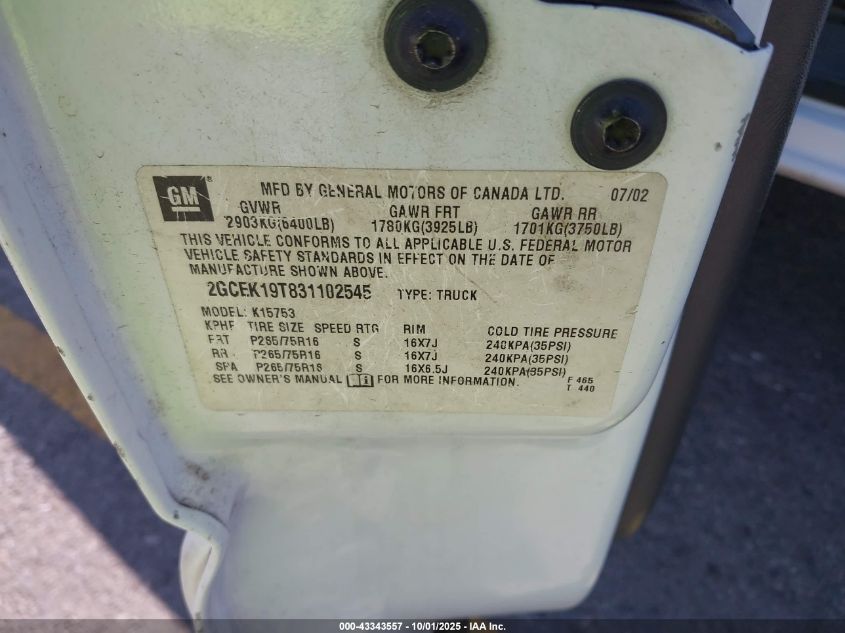 GM
MFD BY GENERAL MOTORS OF CANADA LTD. 07/02
GVWR GAWR FRT GAWR RR
2903KG(6400LB) 1780KG(3925LB) 1701KG(3750LB)
THIS VEHICLE CONFORMS TO ALL APPLICABLE U.S. FEDERAL MOTOR
VEHICLE SAFETY STANDARDS IN EFFECT ON THE DATE OF
MANUFACTURE SHOWN ABOVE.
2GCEK19T831102545 TYPE: TRUCK
MODEL: K15753
KPHF TIRE SIZE SPEED RTG RIM COLD TIRE PRESSURE
FRT P265/75R16 S 16X7J 240KPA(35PSI)
RR P265/75R16 S 16X7J 240KPA(35PSI)
SPA P265/75R16 S 16X6.5J 240KPA(35PSI)
SEE OWNER'S MANUAL FOR MORE INFORMATION.
F 465
T 440
000-43343557 - 10/01/2025 - IAA Inc.